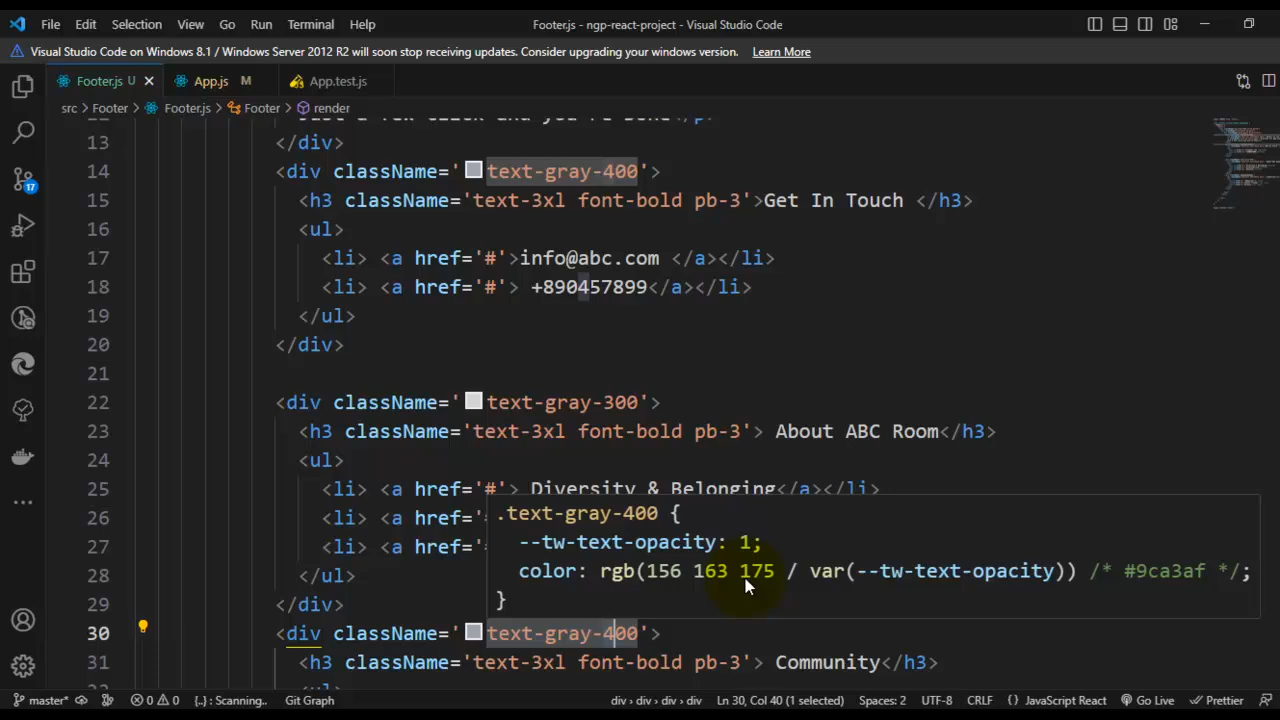 File Edit Selection View Go Run Terminal Help Footer.js - ngp-react-project - Visual Studio Code
Visual Studio Code on Windows 8.1 / Windows Server 2012 R2 will soon stop receiving updates. Consider upgrading your windows version. Learn More
Footer.js U App.js M App.test.js
src > Footer > Footer.js > Footer > render
13 </div>
14 <div className='text-gray-400'>
15 <h3 className='text-3xl font-bold pb-3'>Get In Touch </h3>
16 <ul>
17 <li> <a href='#'>info@abc.com </a></li>
18 <li> <a href='#'> +890457899</a></li>
19 </ul>
20 </div>
21
22 <div className='text-gray-300'>
23 <h3 className='text-3xl font-bold pb-3'> About ABC Room</h3>
24 <ul>
25 <li> <a href='#'> Diversity & Belonging</a></li>
26 <li> <a href=
27 <li> <a href=
.text-gray-400 {
--tw-text-opacity: 1;
color: rgb(156 163 175 / var(--tw-text-opacity)) /* #9ca3af */;
}
28 </ul>
29 </div>
30 <div className='text-gray-400'>
31 <h3 className='text-3xl font-bold pb-3'> Community</h3>
17
master* 0 0 {..} : Scanning.. Git Graph div > div > div > div Ln 30, Col 40 (1 selected) Spaces: 2 UTF-8 CRLF { } JavaScript React Go Live Prettier